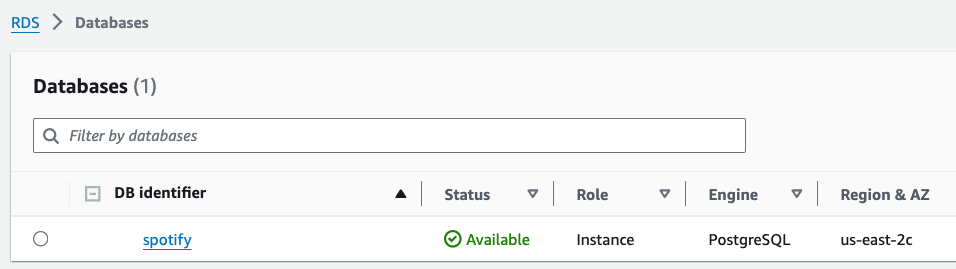 RDS > Databases
Databases (1)
Filter by databases
DB identifier Status Role Engine Region & AZ
spotify Available Instance PostgreSQL us-east-2c